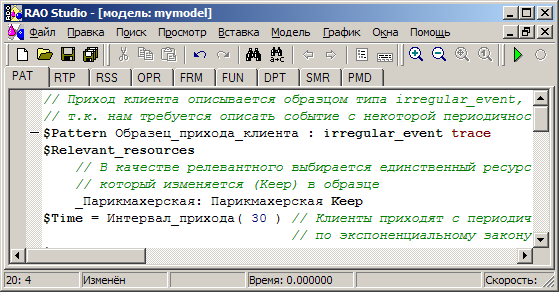 RAO Studio - [модель: mymodel]
Файл Правка Поиск Просмотр Вставка Модель График Окна Помощь
PAT RTP RSS OPR FRM FUN DPT SMR PMD
// Приход клиента описывается образцом типа irregular_event,
// т.к. нам требуется описать событие с некоторой периодичнос
$Pattern Образец_прихода_клиента : irregular_event trace
$Relevant_resources
// В качестве релевантного выбирается единственный ресурс
// который изменяется (Keep) в образце
_Парикмахерская: Парикмахерская Keep
$Time = Интервал_прихода( 30 ) // Клиенты приходят с периодич
// по экспоненциальному закону
20: 4 Изменён Время: 0.000000 Скорость: